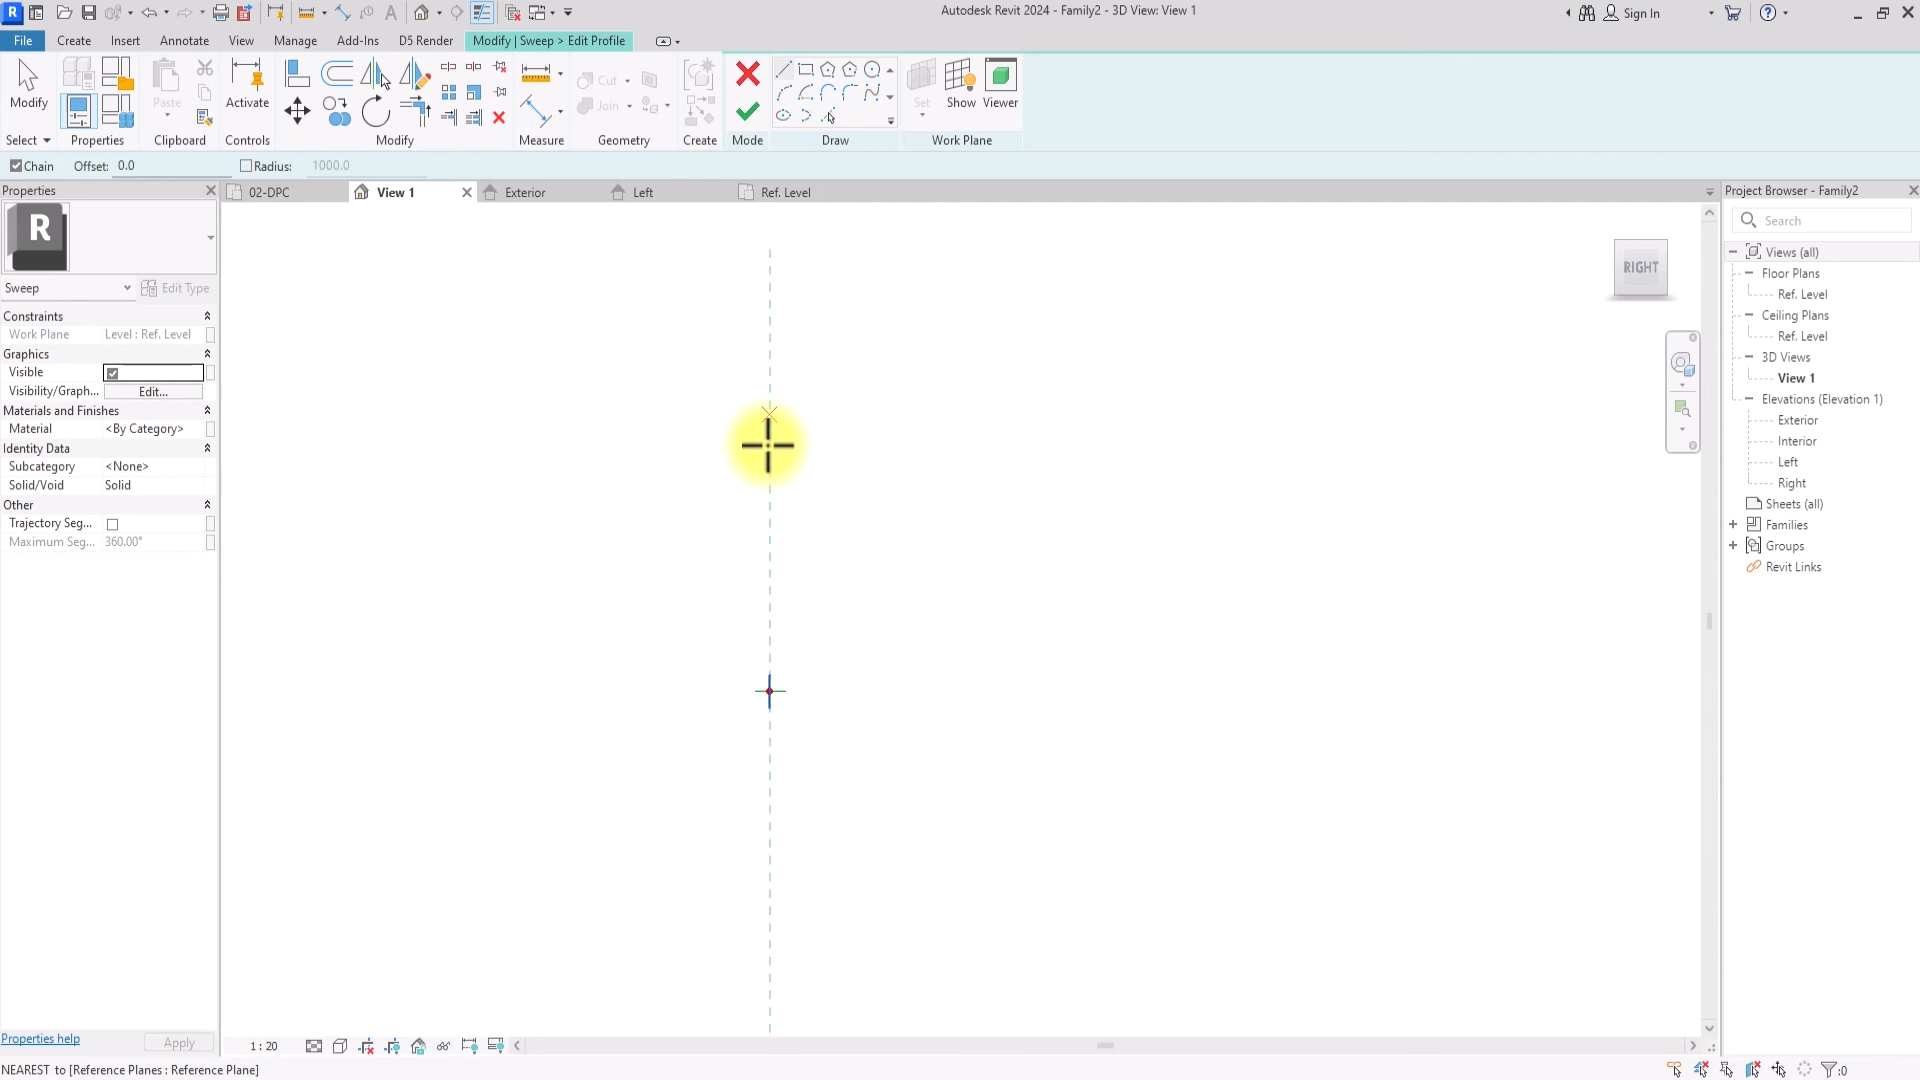 R
Autodesk Revit 2024 - Family2 - 3D View: View 1
Sign In
File
Create
Insert
Annotate
View
Manage
Add-Ins
D5 Render
Modify | Sweep > Edit Profile
Modify
Paste
Activate
Cut
Join
Set
Show
Viewer
Select
Properties
Clipboard
Controls
Modify
Measure
Geometry
Create
Mode
Draw
Work Plane
Chain
Offset: 0.0
Radius: 1000.0
Properties
02-DPC
View 1
Exterior
Left
Ref. Level
Project Browser - Family2
R
Search
Sweep
Edit Type
Constraints
Work Plane Level : Ref. Level
Graphics
Visible
Visibility/Graph... Edit...
Materials and Finishes
Material <By Category>
Identity Data
Subcategory <None>
Solid/Void Solid
Other
Trajectory Seg...
Maximum Seg... 360.00°
RIGHT
Views (all)
Floor Plans
Ref. Level
Ceiling Plans
Ref. Level
3D Views
View 1
Elevations (Elevation 1)
Exterior
Interior
Left
Right
Sheets (all)
Families
Groups
Revit Links
Properties help
Apply
1 : 20
NEAREST to [Reference Planes : Reference Plane]
:0